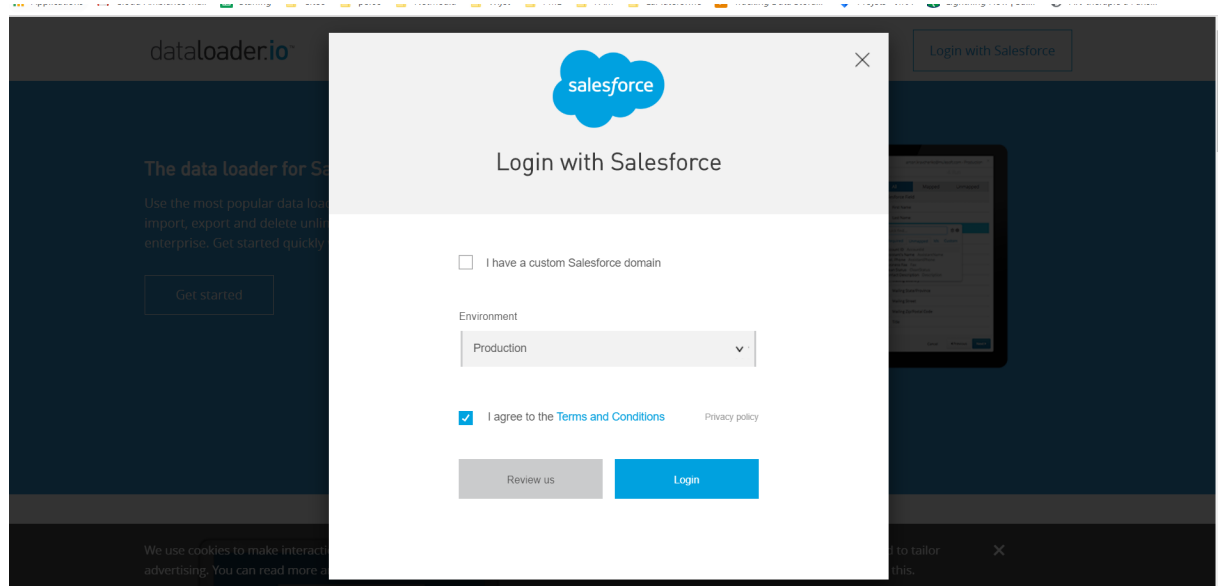 dataloader.io
Login with Salesforce
salesforce
Login with Salesforce
The data loader for Sa
Use the most popular data load
import, export and delete unlim
enterprise. Get started quickly
Get started
I have a custom Salesforce domain
Environment
Production
I agree to the Terms and Conditions
Privacy policy
Review us
Login
We use cookies to make interacti
d to tailor
advertising. You can read more a
this.